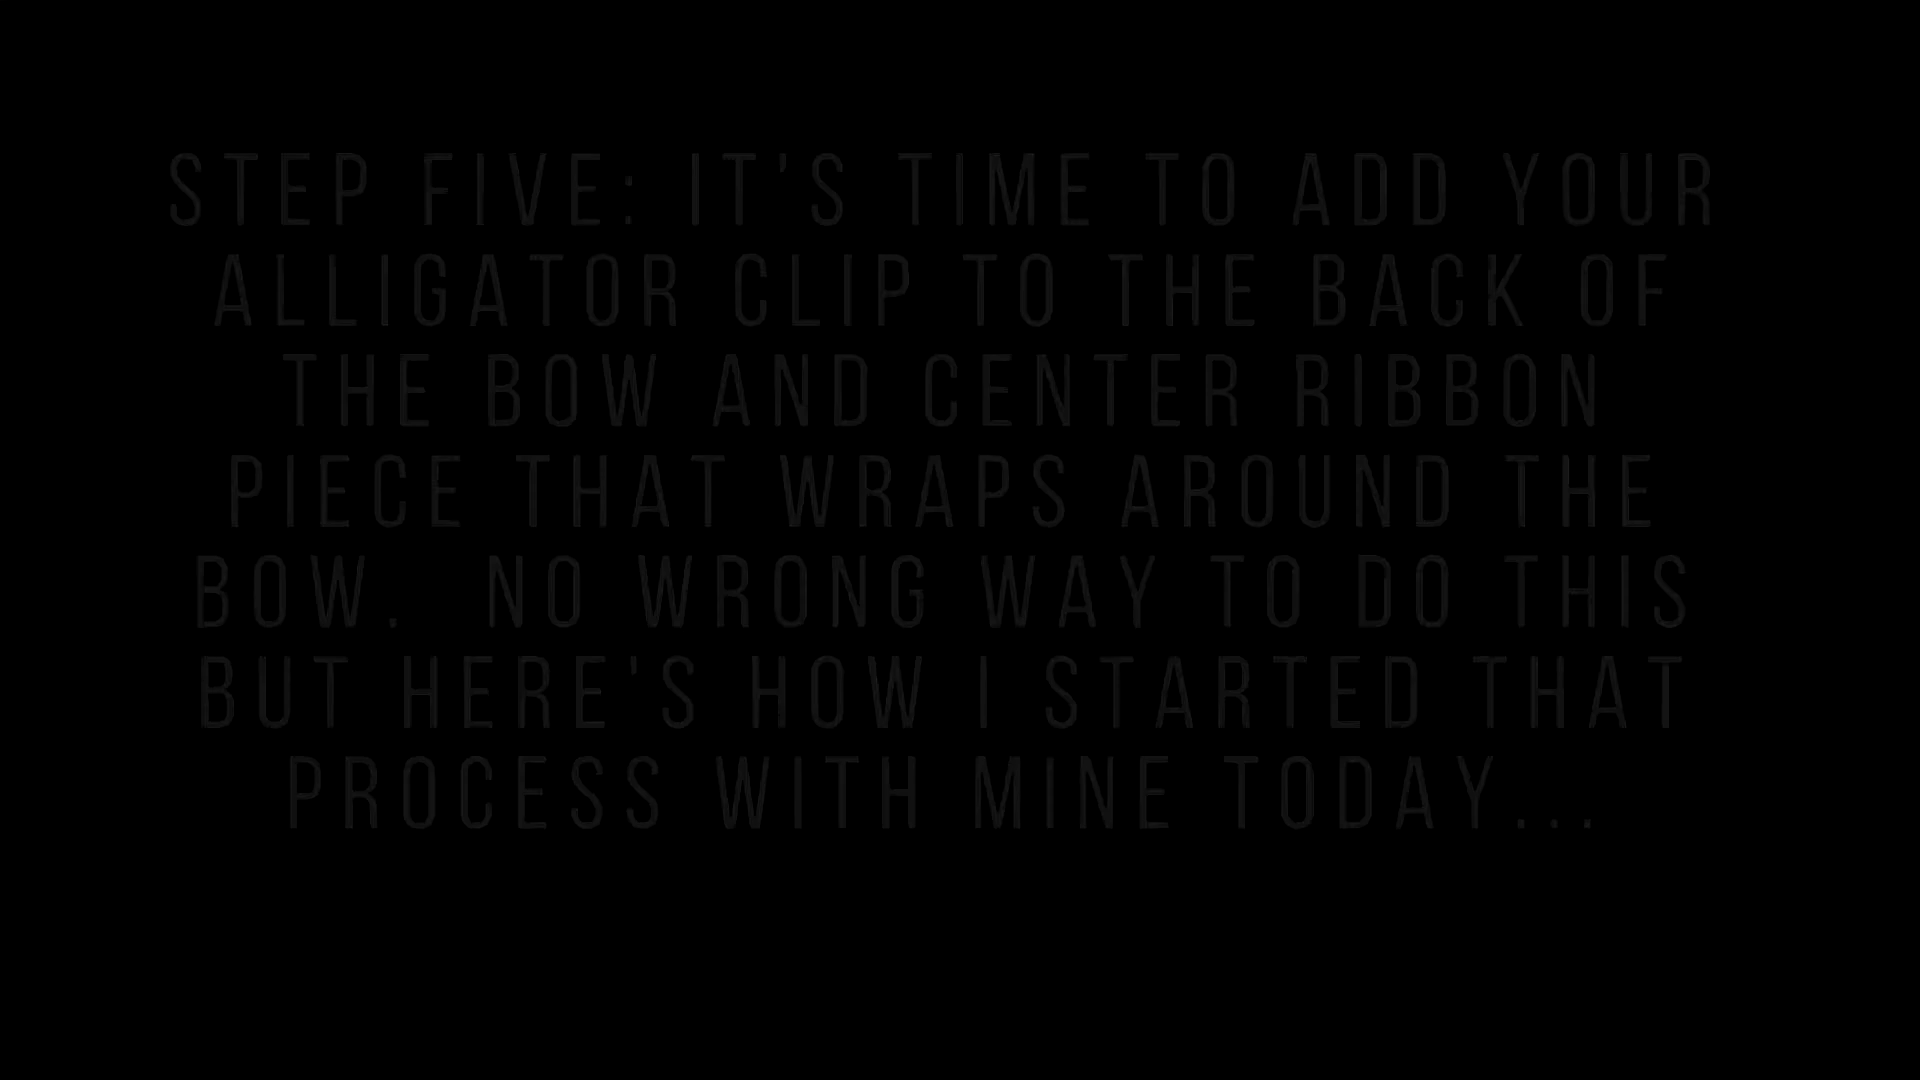 STEP FIVE: IT'S TIME TO ADD YOUR
ALLIGATOR CLIP TO THE BACK OF
THE BOW AND CENTER RIBBON
PIECE THAT WRAPS AROUND THE
BOW.  NO WRONG WAY TO DO THIS
BUT HERE'S HOW I STARTED THAT
PROCESS WITH MINE TODAY...